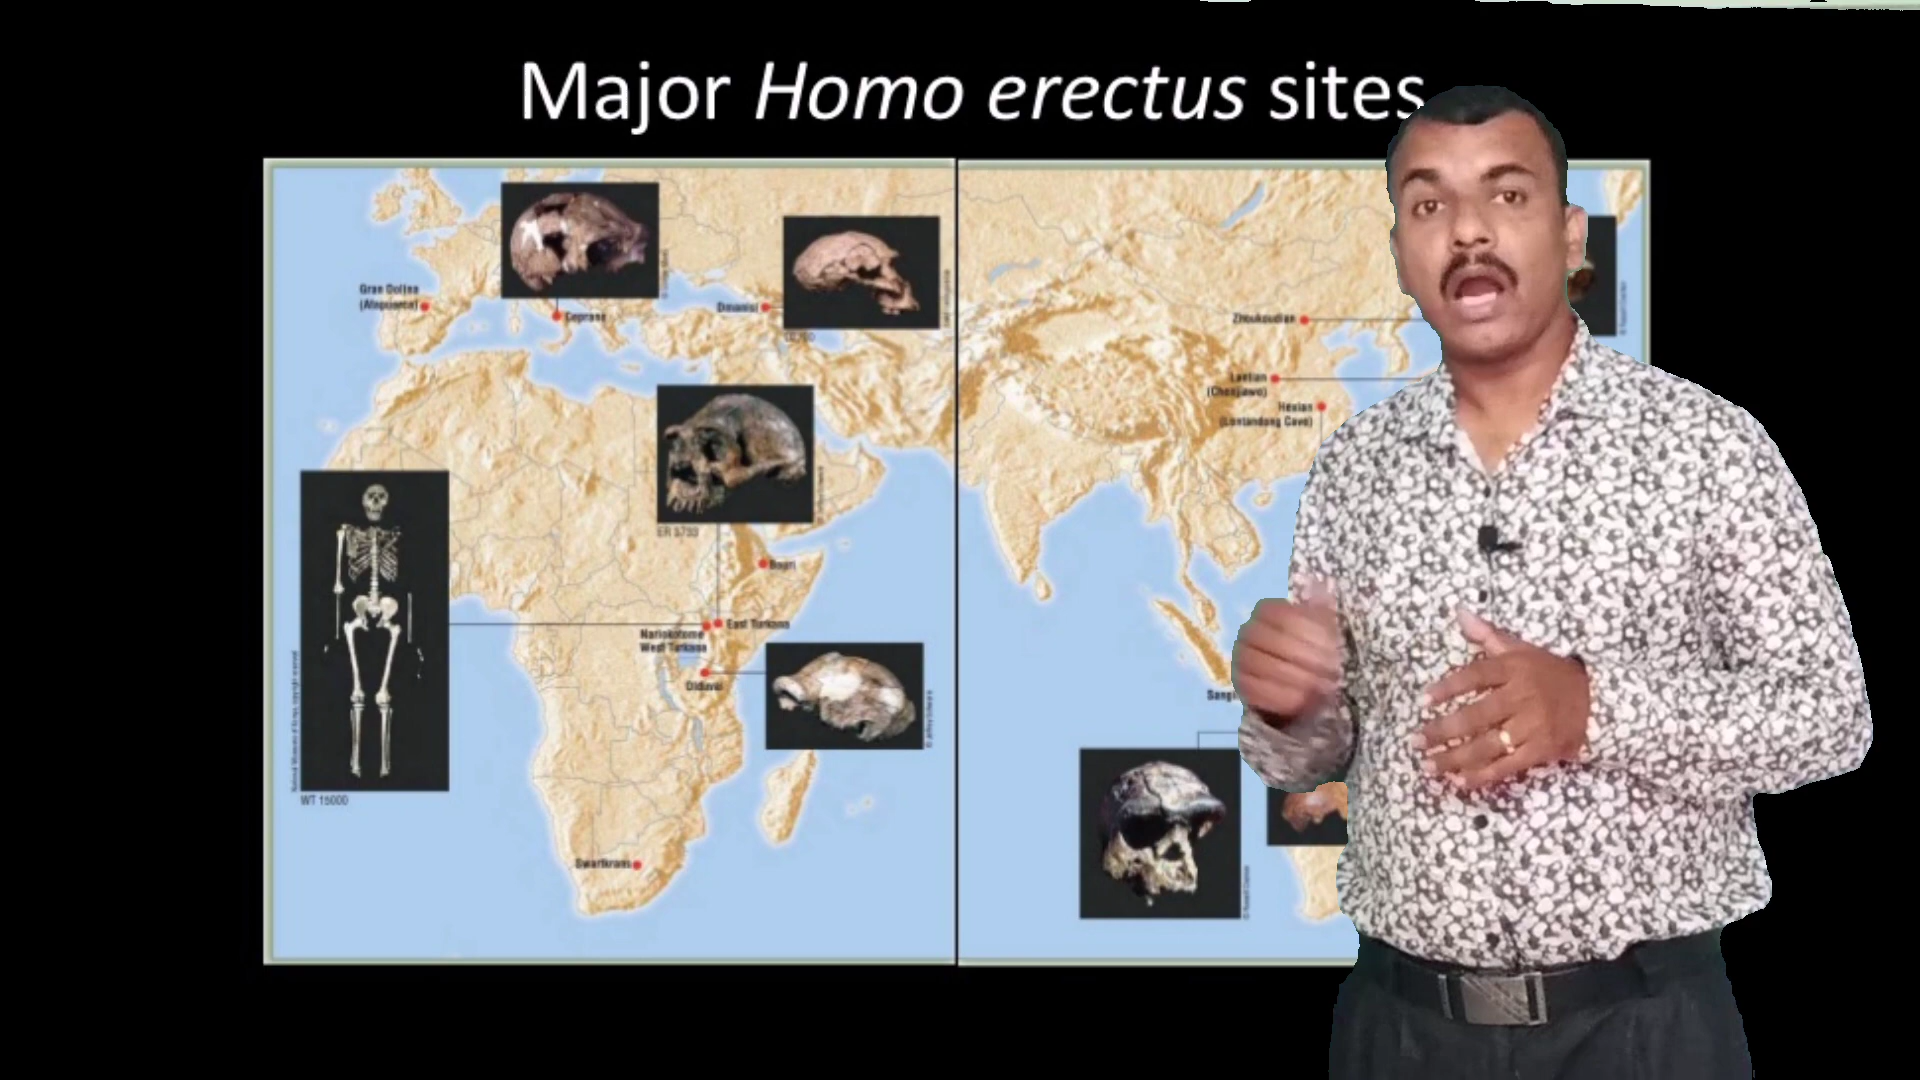 Major Homo erectus sites
Gran Dolina
(Atapuerca)
Ceprano
Dmanisi
Zhoukoudian
Lantian
(Chenjiawo)
Hexian
(Lontandong Cave)
ER 3733
Bouri
East Turkana
Nariokotome
West Turkana
Olduvai
WT 15000
Swartkrans